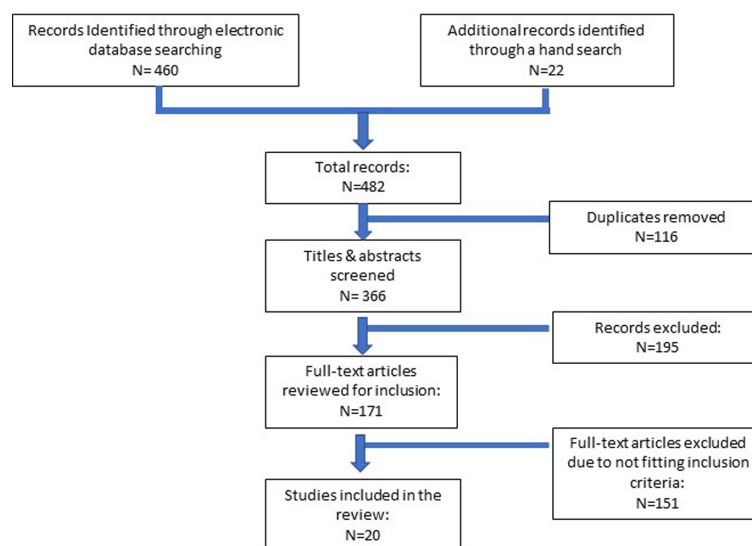 Records Identified through electronic
database searching
N= 460
Additional records identified
through a hand search
N=22
Total records:
N=482
Duplicates removed
N=116
Titles & abstracts
screened
N= 366
Records excluded:
N=195
Full-text articles
reviewed for inclusion:
N=171
Full-text articles excluded
due to not fitting inclusion
criteria:
N=151
Studies included in the
review:
N=20